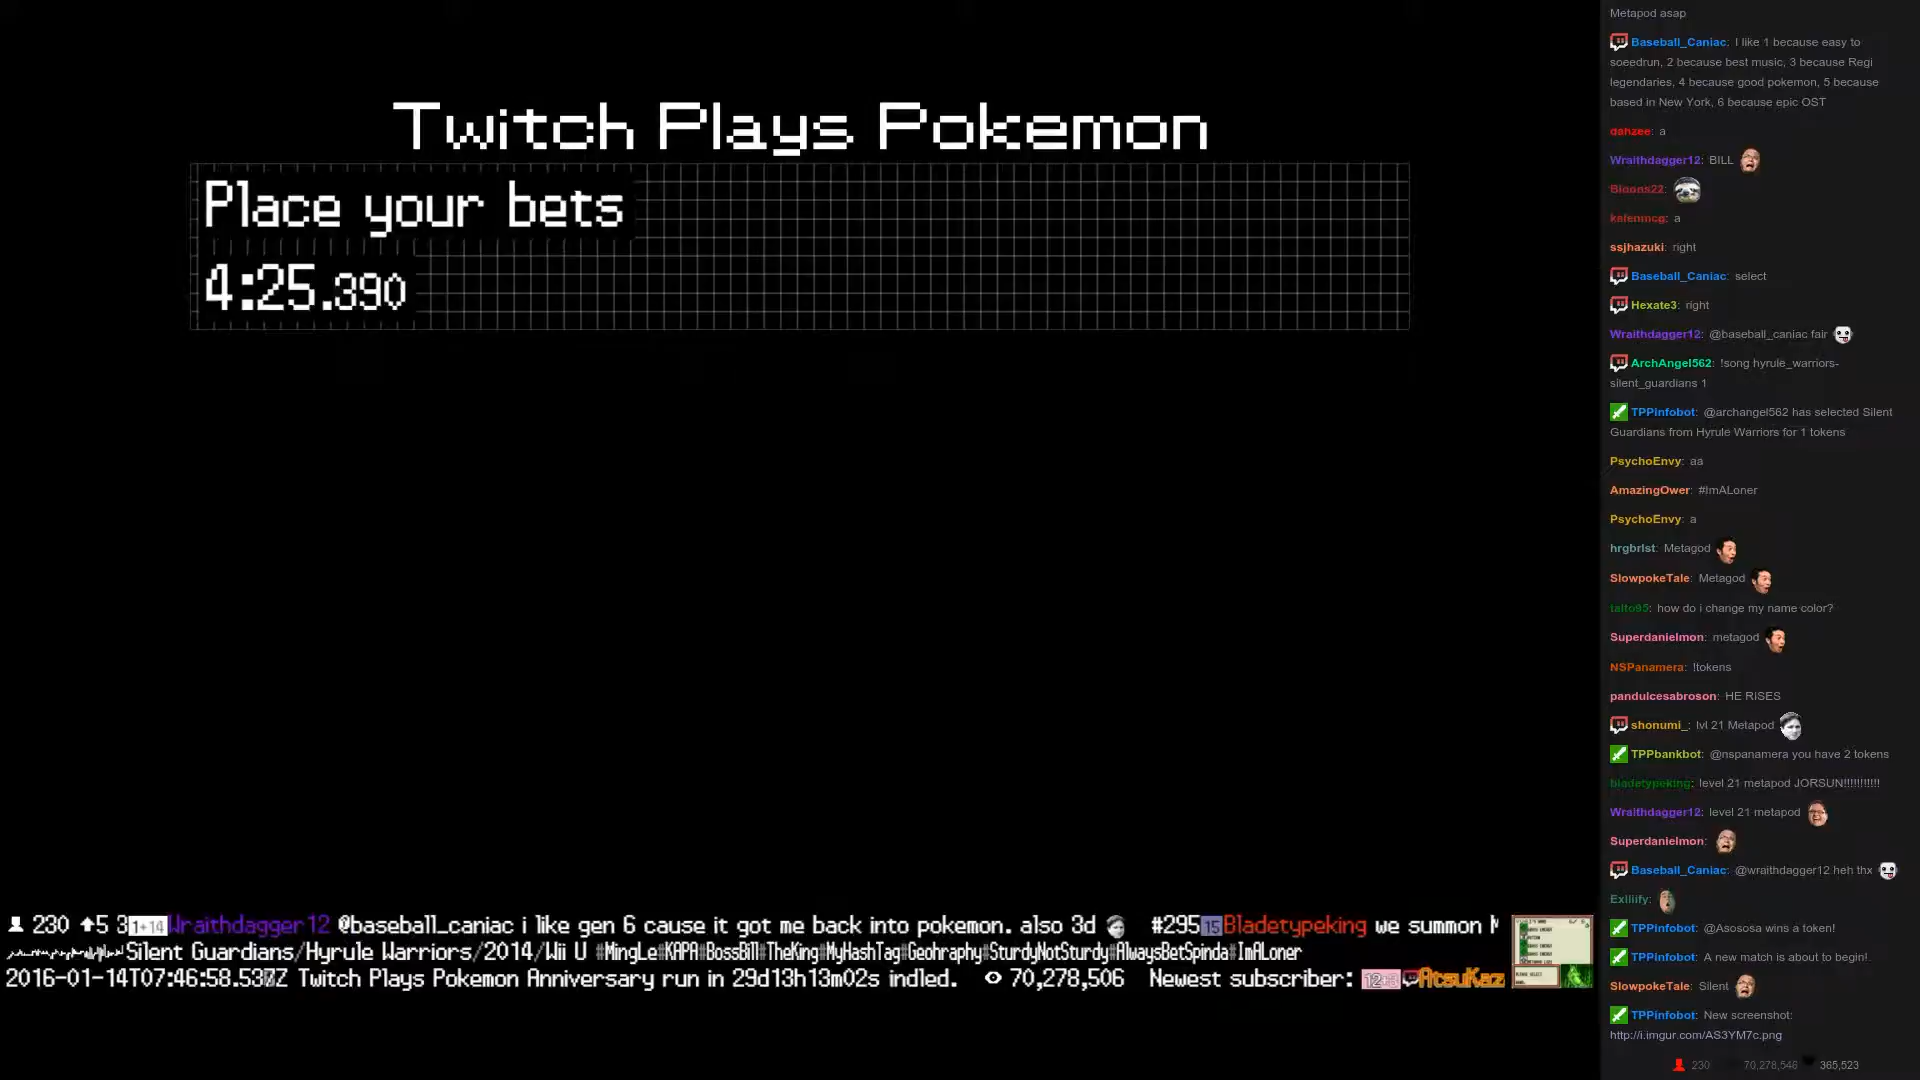 Twitch Plays Pokemon
Place your bets
4:25.390
230 5 3 1+14 Wraithdagger12 @baseball_caniac i like gen 6 cause it got me back into pokemon. also 3d #295 15 Bladetypeking we summon
Silent Guardians/Hyrule Warriors/2014/Wii U #MingLe#KAPA#BossBill#TheKing#MyHashTag#Geohraphy#SturdyNotSturdy#AlwaysBetSpinda#ImALoner
Twitch Plays Pokemon Anniversary run in 29d13h13m02s indled. 70,278,506 Newest subscriber: AtsuKaz
Metapod asap
Baseball_Caniac: I like 1 because easy to
soeedrun, 2 because best music, 3 because Regi
legendaries, 4 because good pokemon, 5 because
based in New York, 6 because epic OST
dahzee: a
Wraithdagger12: BILL
Bloons22:
kalenmcg: a
ssjhazuki: right
Baseball_Caniac: select
Hexate3: right
Wraithdagger12: @baseball_caniac fair
ArchAngel562: !song hyrule_warriors-
silent_guardians 1
TPPinfobot: @archangel562 has selected Silent
Guardians from Hyrule Warriors for 1 tokens
PsychoEnvy: aa
AmazingOwer: #ImALoner
PsychoEnvy: a
hrgbrlst: Metagod
SlowpokeTale: Metagod
taito95: how do i change my name color?
Superdanielmon: metagod
NSPanamera: !tokens
pandulcesabroson: HE RISES
shonumi_: lvl 21 Metapod
TPPbankbot: @nspanamera you have 2 tokens
bladetypeking: level 21 metapod JORSUN!!!!!!!!!!!
Wraithdagger12: level 21 metapod
Superdanielmon:
Baseball_Caniac: @wraithdagger12 heh thx
Exliiify:
TPPinfobot: @Asososa wins a token!
TPPinfobot: A new match is about to begin!
SlowpokeTale: Silent
TPPinfobot: New screenshot:
http://i.imgur.com/AS3YM7c.png
230 70,278,546 365,523